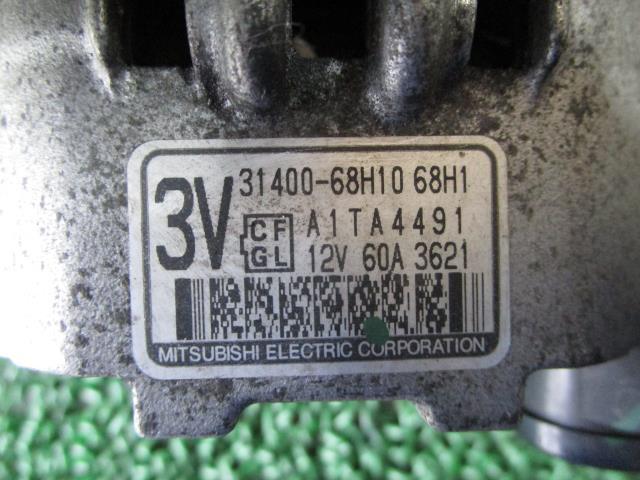 3V 31400-68H10 68H1
CF A1TA4491
GL 12V 60A 3621
MITSUBISHI ELECTRIC CORPORATION